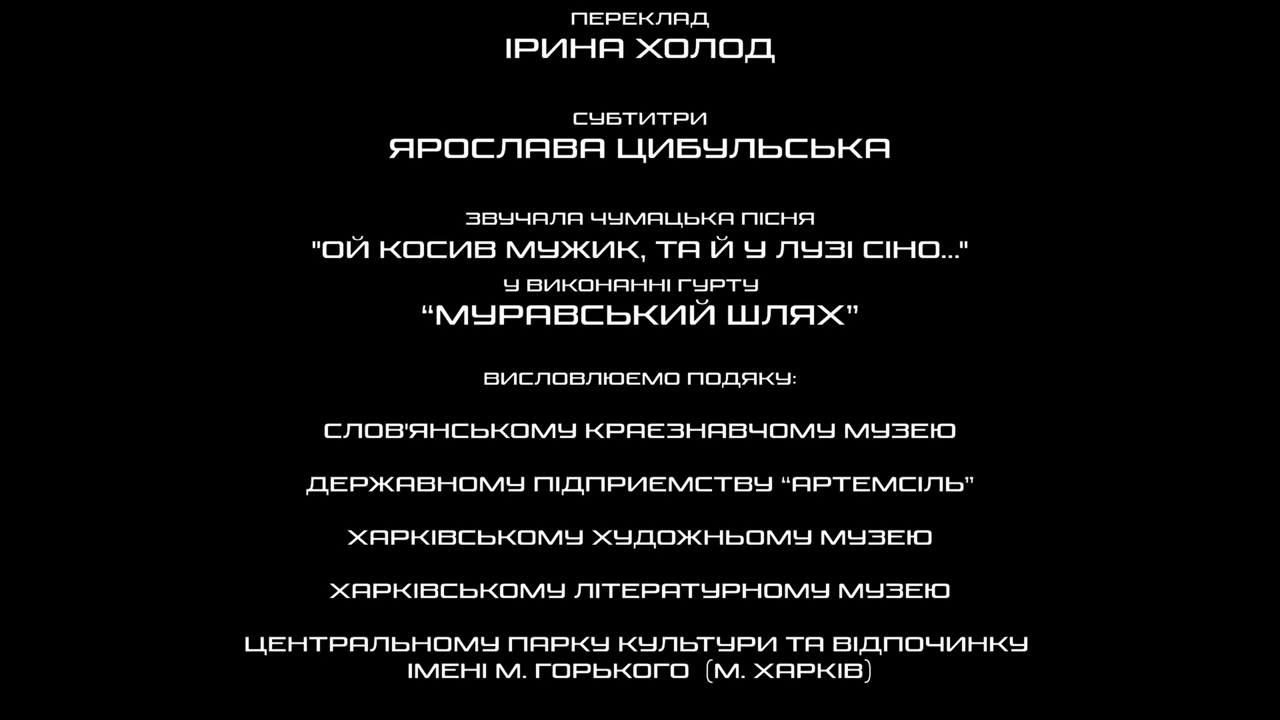 ПЕРЕКЛАД
ІРИНА ХОЛОД
СУБТИТРИ
ЯРОСЛАВА ЦИБУЛЬСЬКА
ЗВУЧАЛА ЧУМАЦЬКА ПІСНЯ
"ОЙ КОСИВ МУЖИК, ТА Й У ЛУЗІ СІНО..."
У ВИКОНАННІ ГУРТУ
“МУРАВСЬКИЙ ШЛЯХ”
ВИСЛОВЛЮЄМО ПОДЯКУ:
СЛОВ'ЯНСЬКОМУ КРАЄЗНАВЧОМУ МУЗЕЮ
ДЕРЖАВНОМУ ПІДПРИЄМСТВУ “АРТЕМСІЛЬ”
ХАРКІВСЬКОМУ ХУДОЖНЬОМУ МУЗЕЮ
ХАРКІВСЬКОМУ ЛІТЕРАТУРНОМУ МУЗЕЮ
ЦЕНТРАЛЬНОМУ ПАРКУ КУЛЬТУРИ ТА ВІДПОЧИНКУ
ІМЕНІ М. ГОРЬКОГО (М. ХАРКІВ)